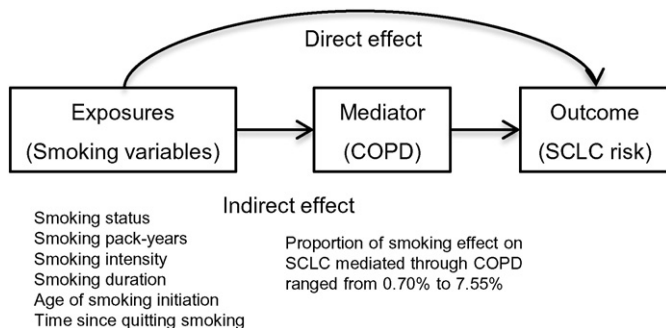 Direct effect
Exposures
(Smoking variables)
Mediator
(COPD)
Outcome
(SCLC risk)
Indirect effect
Smoking status
Smoking pack-years
Smoking intensity
Smoking duration
Age of smoking initiation
Time since quitting smoking
Proportion of smoking effect on
SCLC mediated through COPD
ranged from 0.70% to 7.55%